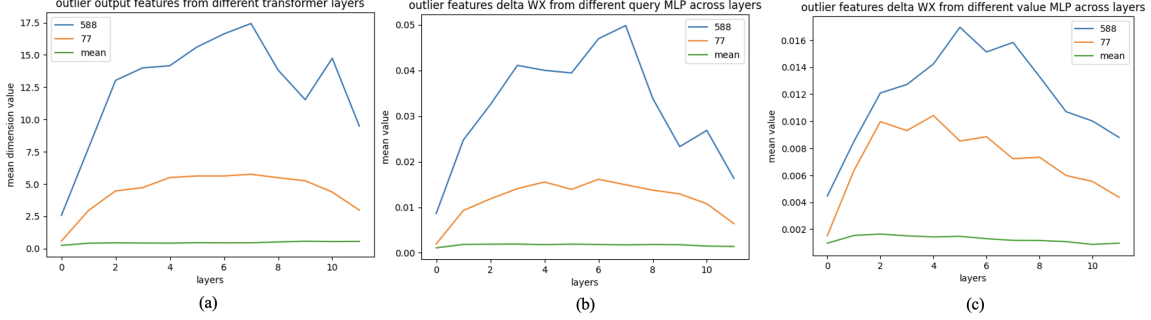 outlier output features from different transformer layers
588
77
mean
mean dimension value
17.5
15.0
12.5
10.0
7.5
5.0
2.5
0.0
0 2 4 6 8 10
layers
(a)
outlier features delta WX from different query MLP across layers
588
77
mean
mean value
0.05
0.04
0.03
0.02
0.01
0.00
0 2 4 6 8 10
layers
(b)
outlier features delta WX from different value MLP across layers
588
77
mean
mean value
0.016
0.014
0.012
0.010
0.008
0.006
0.004
0.002
0 2 4 6 8 10
layers
(c)